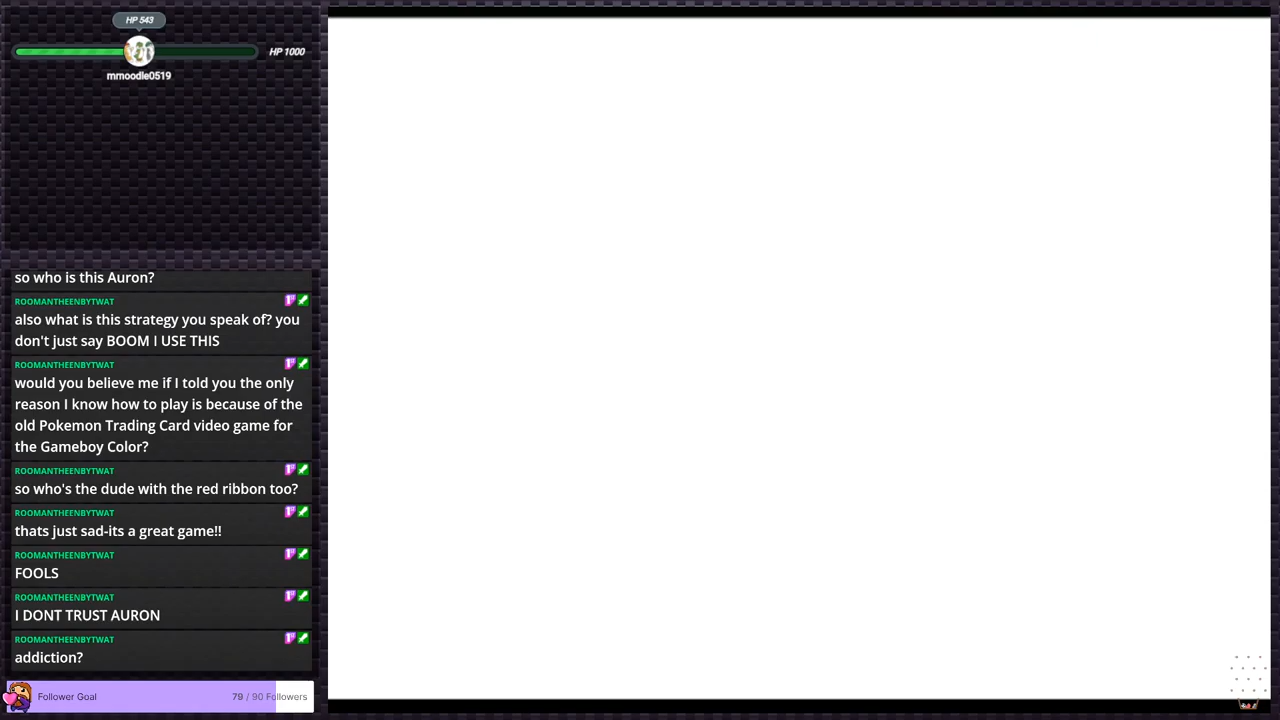 HP 543
HP 1000
mrmoodle0519
so who is this Auron?
ROOMANTHEENBYTWAT
also what is this strategy you speak of? you
don't just say BOOM I USE THIS
ROOMANTHEENBYTWAT
would you believe me if I told you the only
reason I know how to play is because of the
old Pokemon Trading Card video game for
the Gameboy Color?
ROOMANTHEENBYTWAT
so who's the dude with the red ribbon too?
ROOMANTHEENBYTWAT
thats just sad-its a great game!!
ROOMANTHEENBYTWAT
FOOLS
ROOMANTHEENBYTWAT
I DONT TRUST AURON
ROOMANTHEENBYTWAT
addiction?
Follower Goal 79 / 90 Followers